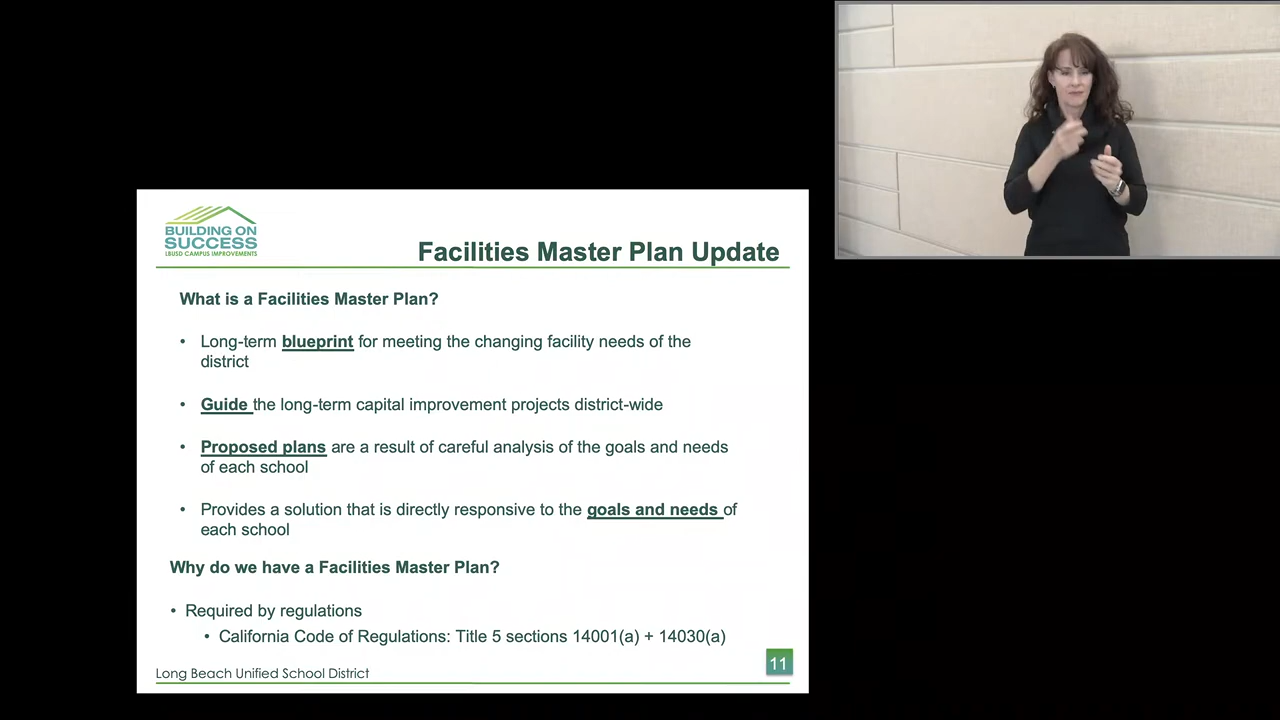 BUILDING ON
SUCCESS
LBUSD CAMPUS IMPROVEMENTS
Facilities Master Plan Update
What is a Facilities Master Plan?
• Long-term blueprint for meeting the changing facility needs of the
district
• Guide the long-term capital improvement projects district-wide
• Proposed plans are a result of careful analysis of the goals and needs
of each school
• Provides a solution that is directly responsive to the goals and needs of
each school
Why do we have a Facilities Master Plan?
• Required by regulations
• California Code of Regulations: Title 5 sections 14001(a) + 14030(a)
Long Beach Unified School District
11